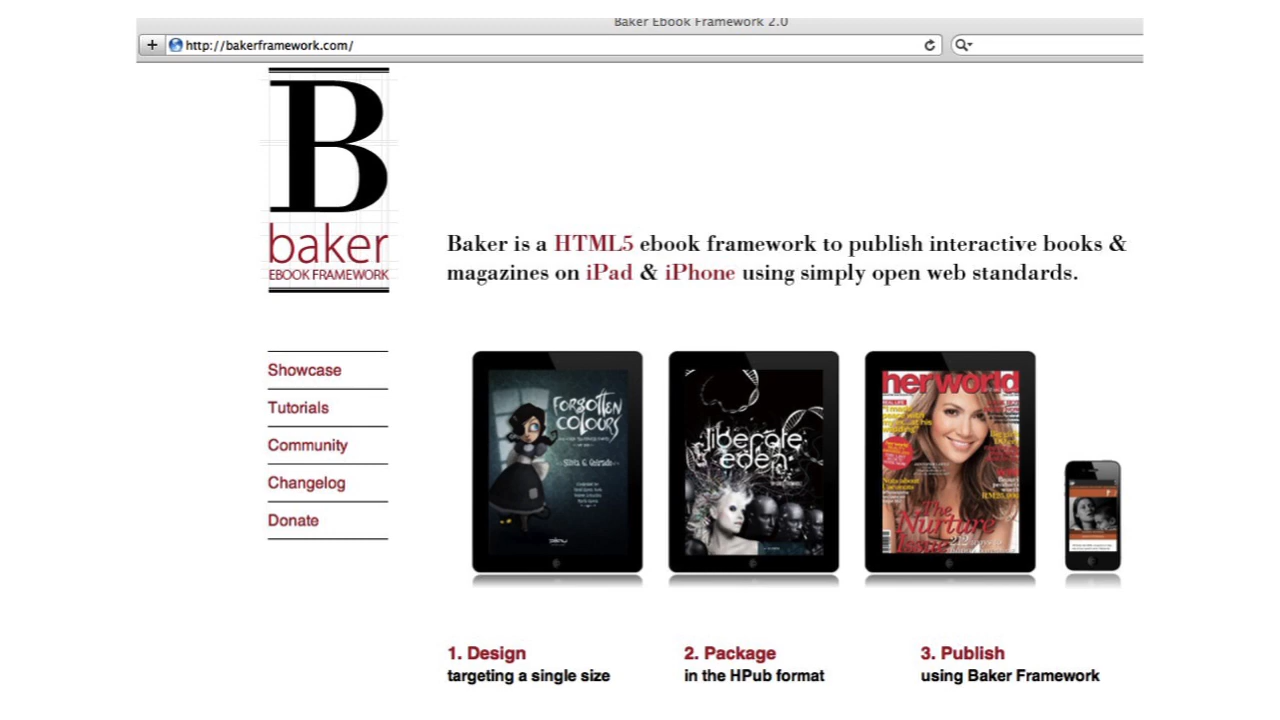 Baker Ebook Framework 2.0
http://bakerframework.com/
B
baker
EBOOK FRAMEWORK
Baker is a HTML5 ebook framework to publish interactive books &
magazines on iPad & iPhone using simply open web standards.
Showcase
Tutorials
Community
Changelog
Donate
FORGOTTEN
COLOURS
liberate
eden
herworld
REAL LIFE
The
Nurture
Issue
1. Design
targeting a single size
2. Package
in the HPub format
3. Publish
using Baker Framework